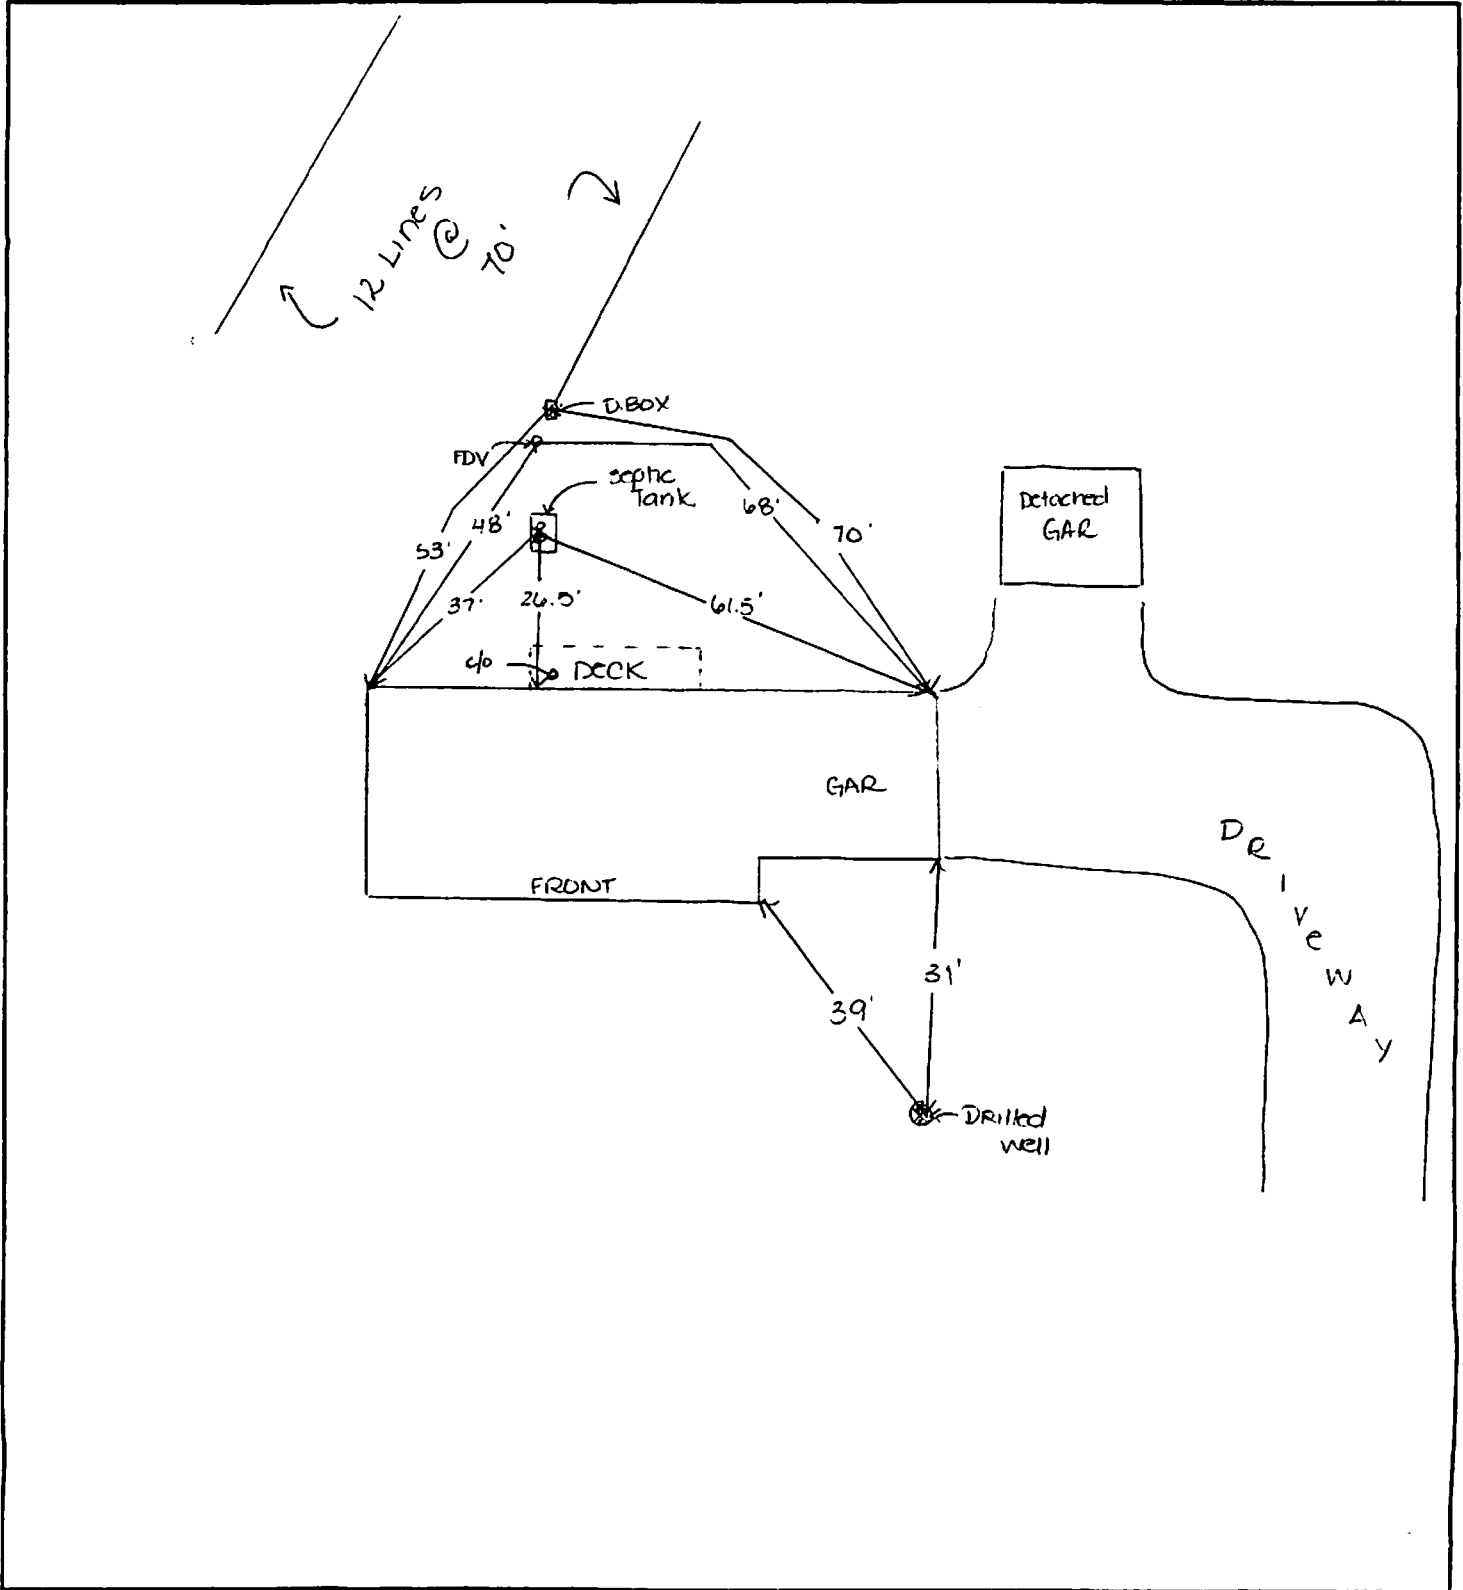 12 Lines
@
70'
D.BOX
FDV
septic
Tank
48'
68'
53'
70'
Detached
GAR
37'
26.5'
61.5'
c/o
DECK
GAR
FRONT
DRIVeWAY
31'
39'
DRilled
well